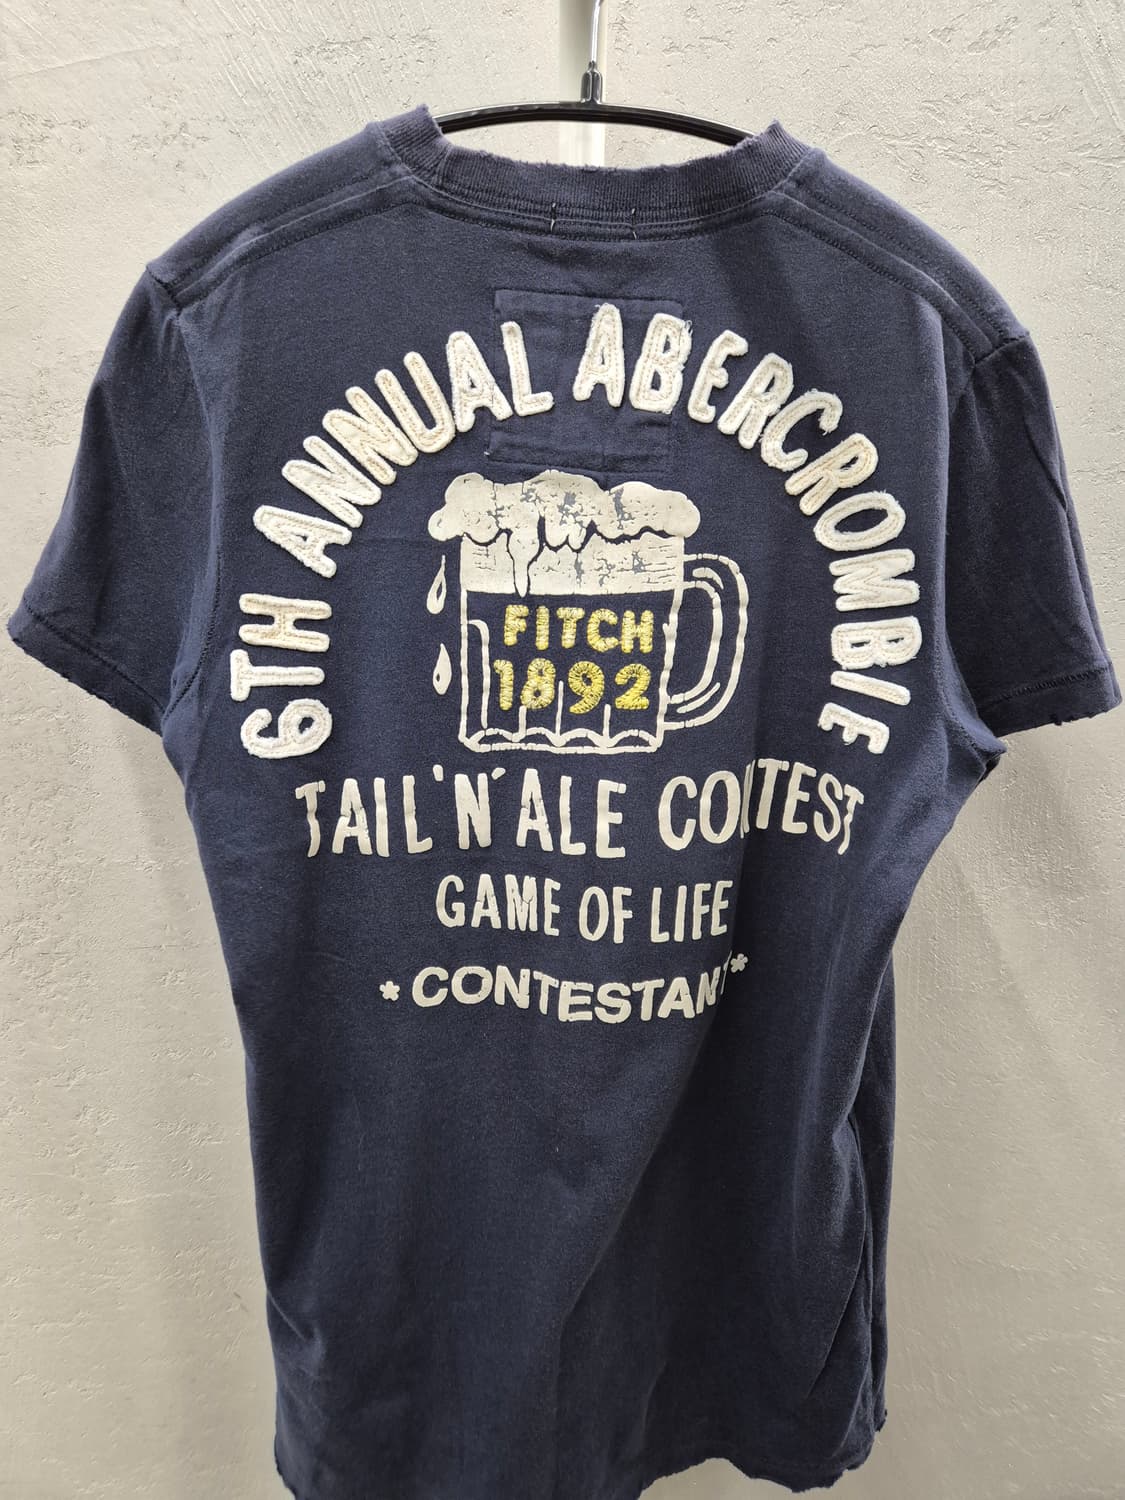 6TH ANNUAL ABERCROMBIE
FITCH
1892
TAIL 'N' ALE CONTEST
GAME OF LIFE
*CONTESTANT*